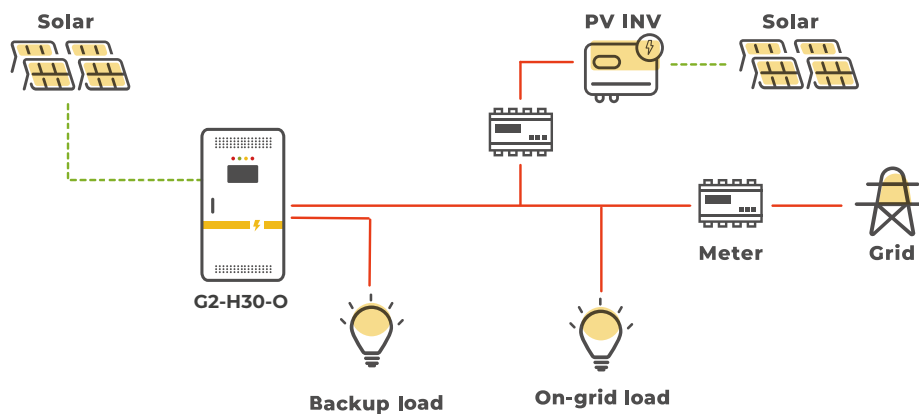 Solar
PV INV
Solar
Meter
Grid
G2-H30-O
Backup load
On-grid load